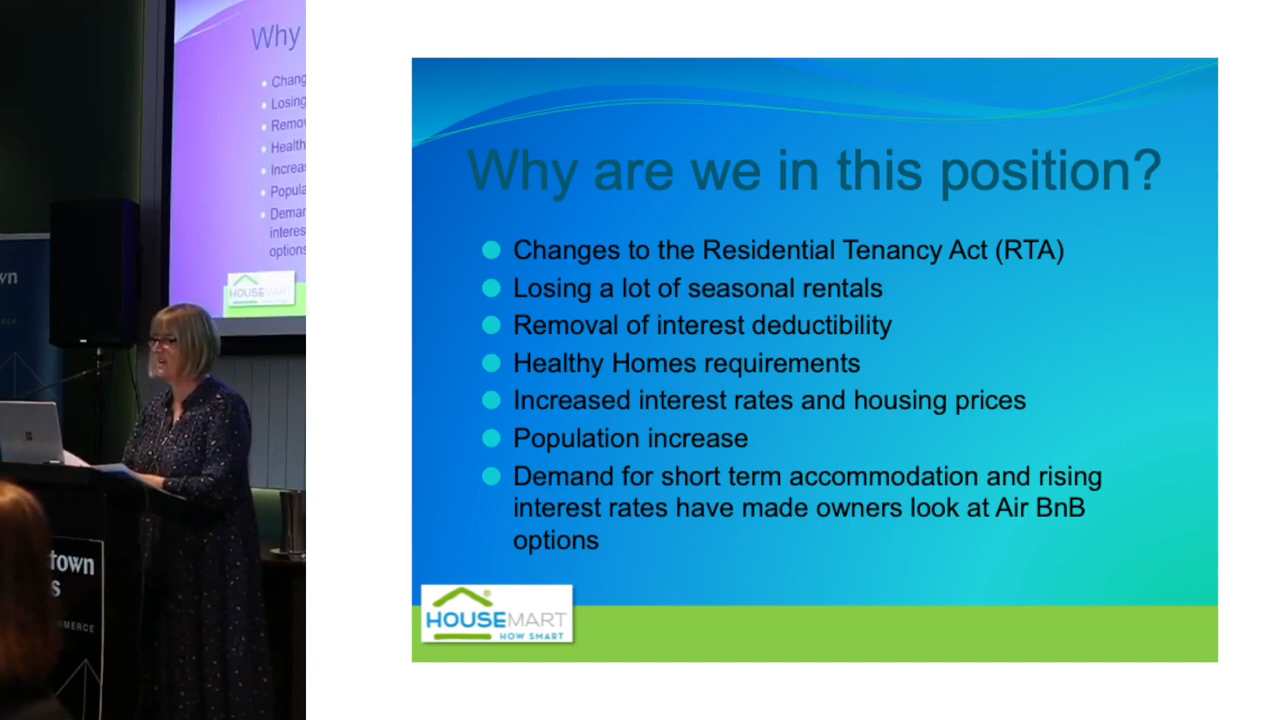 Why
Chang
Losing
Remov
Health
Increas
Popula
Deman
interes
options
HOUSEMART
wn
town
S
MMERCE
Why are we in this position?
Changes to the Residential Tenancy Act (RTA)
Losing a lot of seasonal rentals
Removal of interest deductibility
Healthy Homes requirements
Increased interest rates and housing prices
Population increase
Demand for short term accommodation and rising
interest rates have made owners look at Air BnB
options
HOUSEMART
HOW SMART